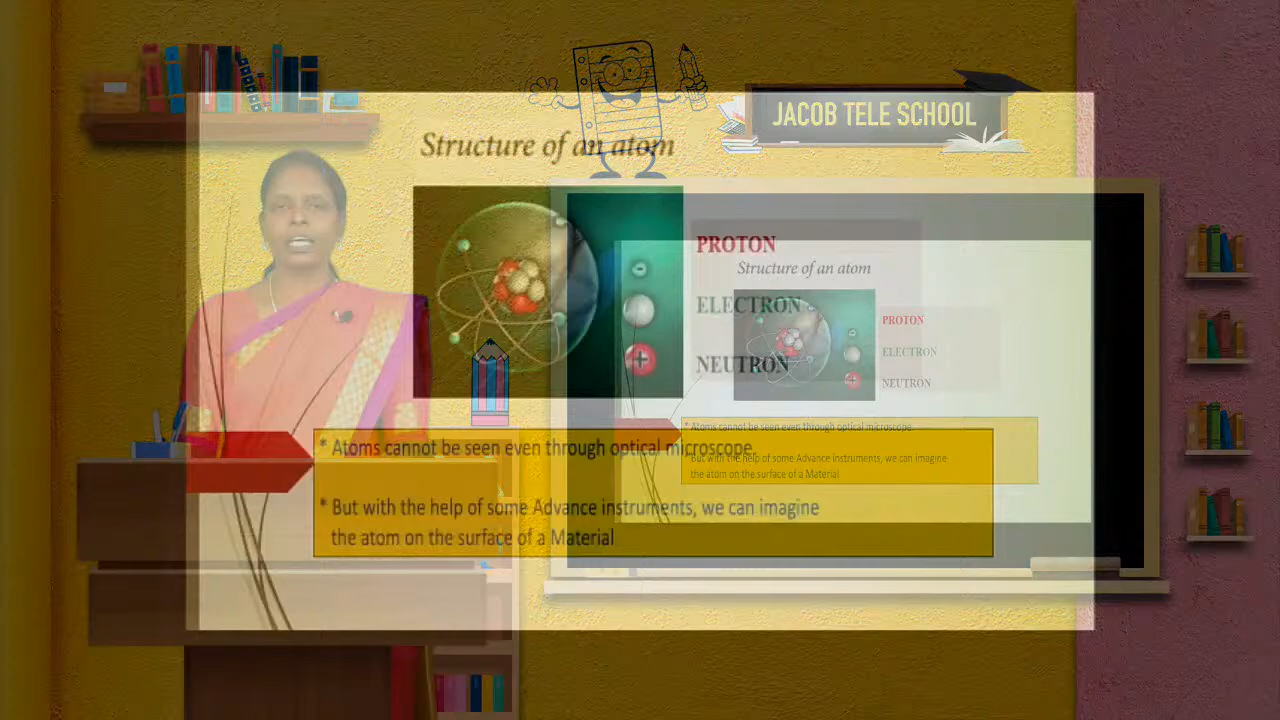 JACOB TELE SCHOOL
Structure of an atom
PROTON
ELECTRON
NEUTRON
* Atoms cannot be seen even through optical microscope.
* But with the help of some Advance instruments, we can imagine
the atom on the surface of a Material
Structure of an atom
PROTON
ELECTRON
NEUTRON
* Atoms cannot be seen even through optical microscope.
But with the help of some Advance instruments, we can imagine
the atom on the surface of a Material